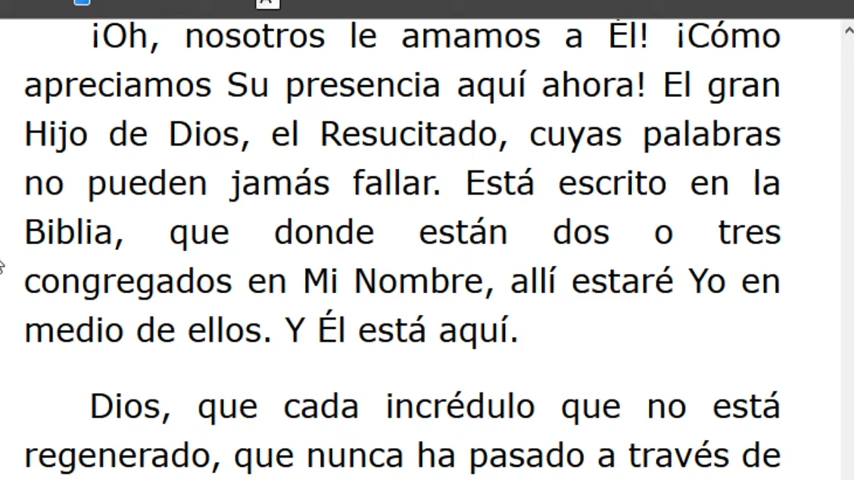 ¡Oh, nosotros le amamos a Él! ¡Cómo
apreciamos Su presencia aquí ahora! El gran
Hijo de Dios, el Resucitado, cuyas palabras
no pueden jamás fallar. Está escrito en la
Biblia, que donde están dos o tres
congregados en Mi Nombre, allí estaré Yo en
medio de ellos. Y Él está aquí.
Dios, que cada incrédulo que no está
regenerado, que nunca ha pasado a través de